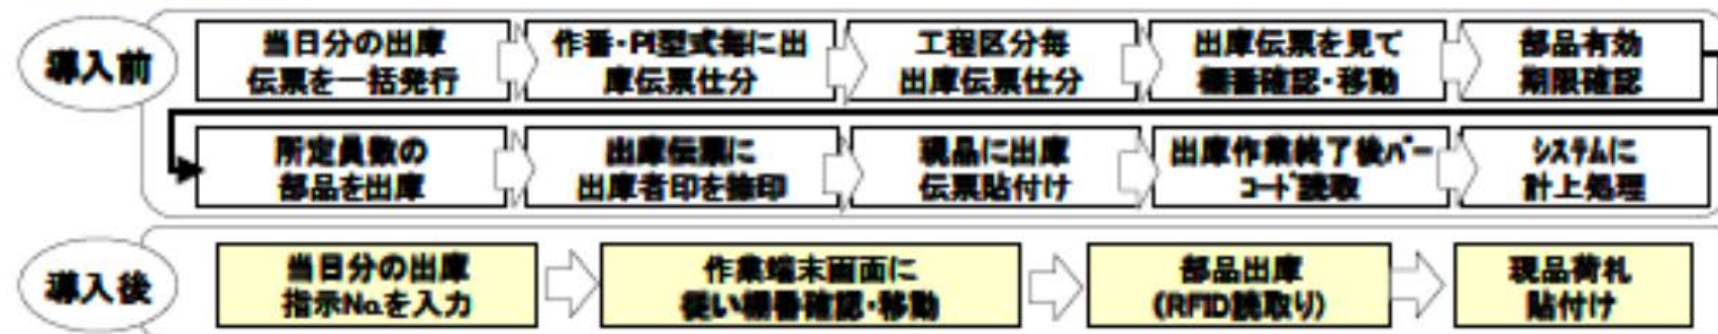 導入前
当日分の出庫
伝票を一括発行
作番・PI型式毎に出
庫伝票仕分
工程区分毎
出庫伝票仕分
出庫伝票を見て
棚番確認・移動
部品有効
期限確認
所定員数の
部品を出庫
出庫伝票に
出庫者印を捺印
現品に出庫
伝票貼付け
出庫作業終了後ﾊﾞｰ
ｺｰﾄﾞ読取
ｼｽﾃﾑに
計上処理
導入後
当日分の出庫
指示No.を入力
作業端末画面に
従い棚番確認・移動
部品出庫
(RFID読取り)
現品荷札
貼付け